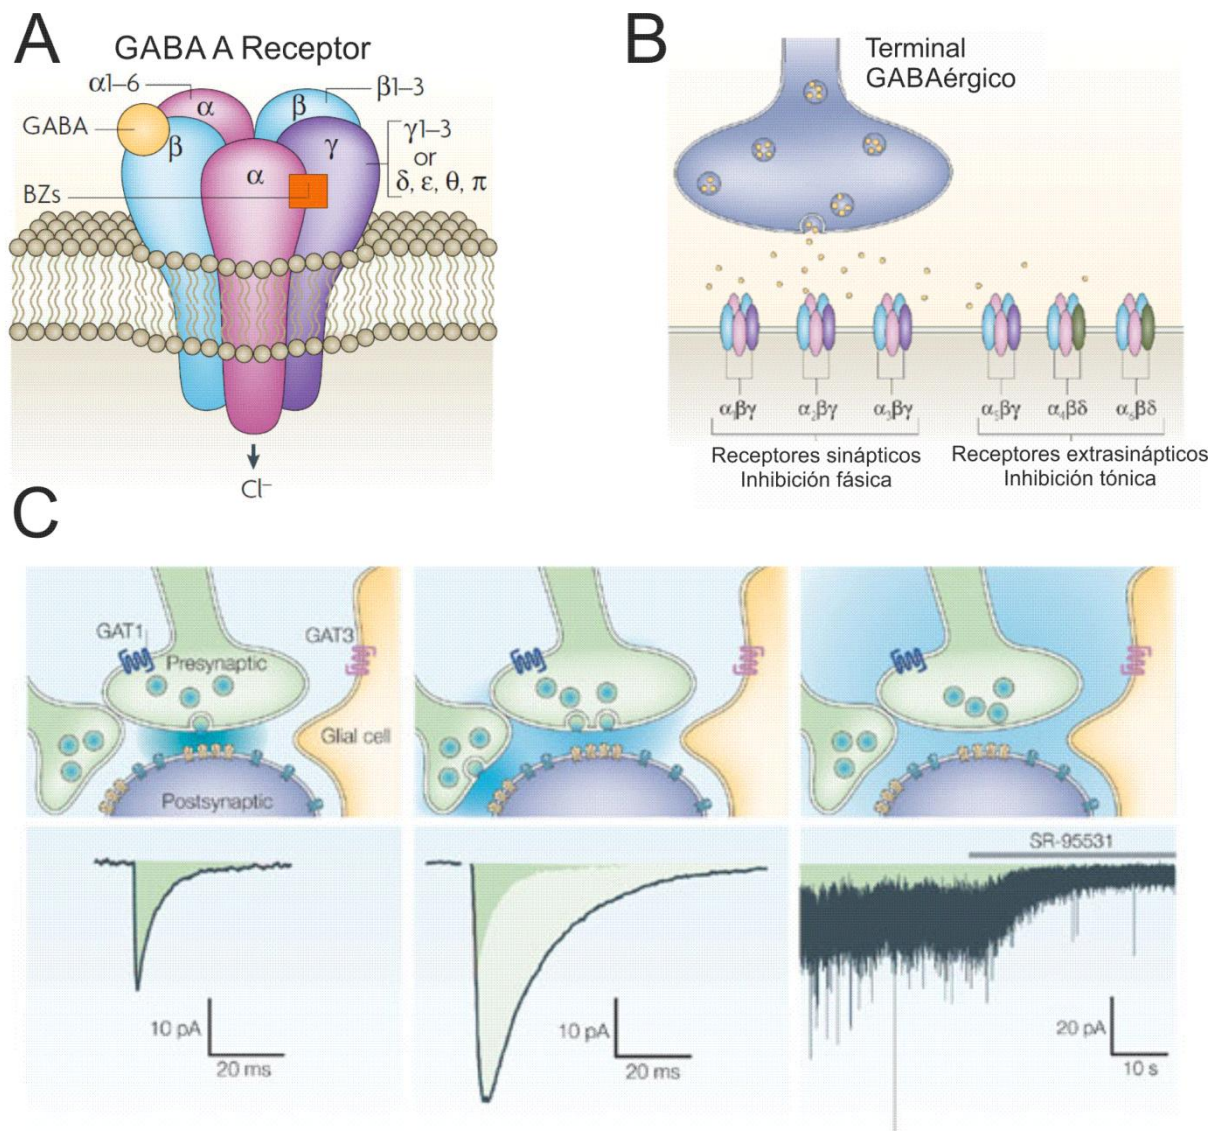 A
GABA A Receptor
α1–6
β1–3
GABA
α
β
β
γ
α
γ1–3
or
δ, ε, θ, π
BZs
Cl⁻
B
Terminal
GABAérgico
α₁βγ
α₂βγ
α₃βγ
α₅βγ
α₄βδ
α₆βδ
Receptores sinápticos
Inhibición fásica
Receptores extrasinápticos
Inhibición tónica
C
GAT1
GAT3
Presynaptic
Glial cell
Postsynaptic
10 pA
20 ms
10 pA
20 ms
SR-95531
20 pA
10 s